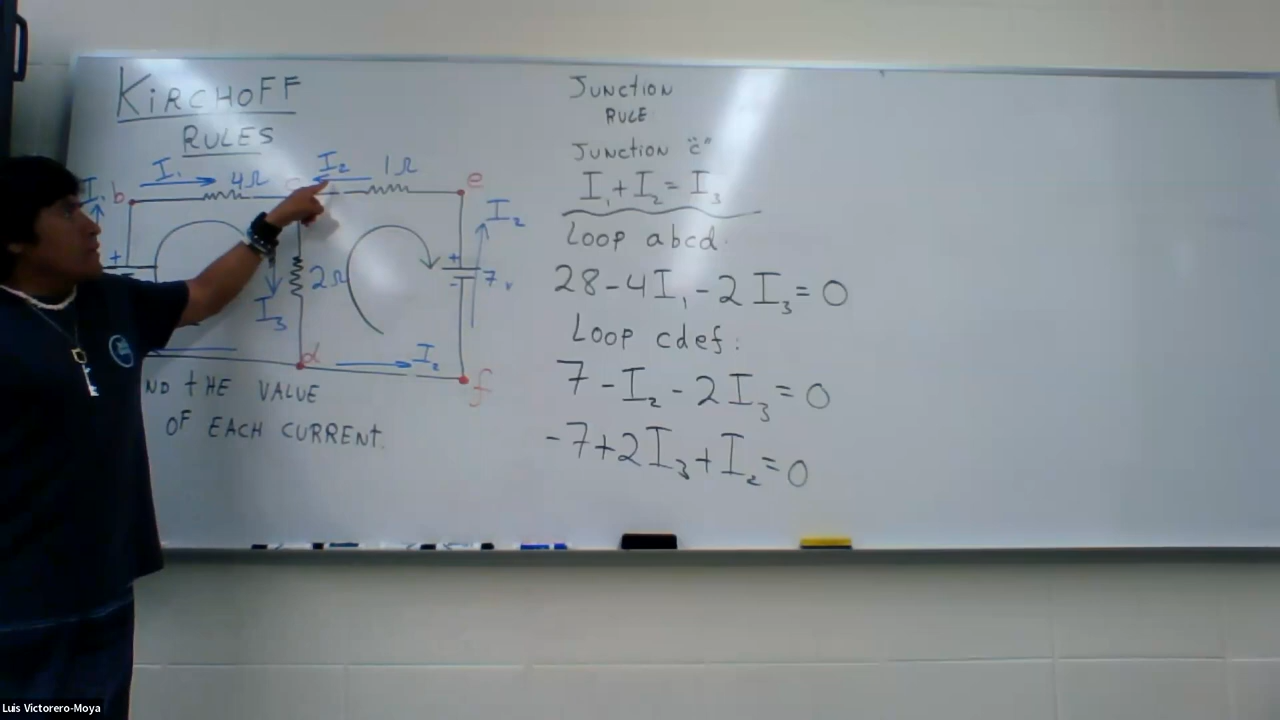 KIRCHOFF
RULES
I₁
4Ω
I₂
1Ω
I₁
b
e
I₂
+
2Ω
+
7v
-
I₃
d
I₂
f
ND THE VALUE
OF EACH CURRENT.
JUNCTION
RULE
JUNCTION "c"
I₁ + I₂ = I₃
LOOP abcd:
28 - 4I₁ - 2I₃ = 0
LOOP cdef:
7 - I₂ - 2I₃ = 0
-7 + 2I₃ + I₂ = 0
Luis Victorero-Moya